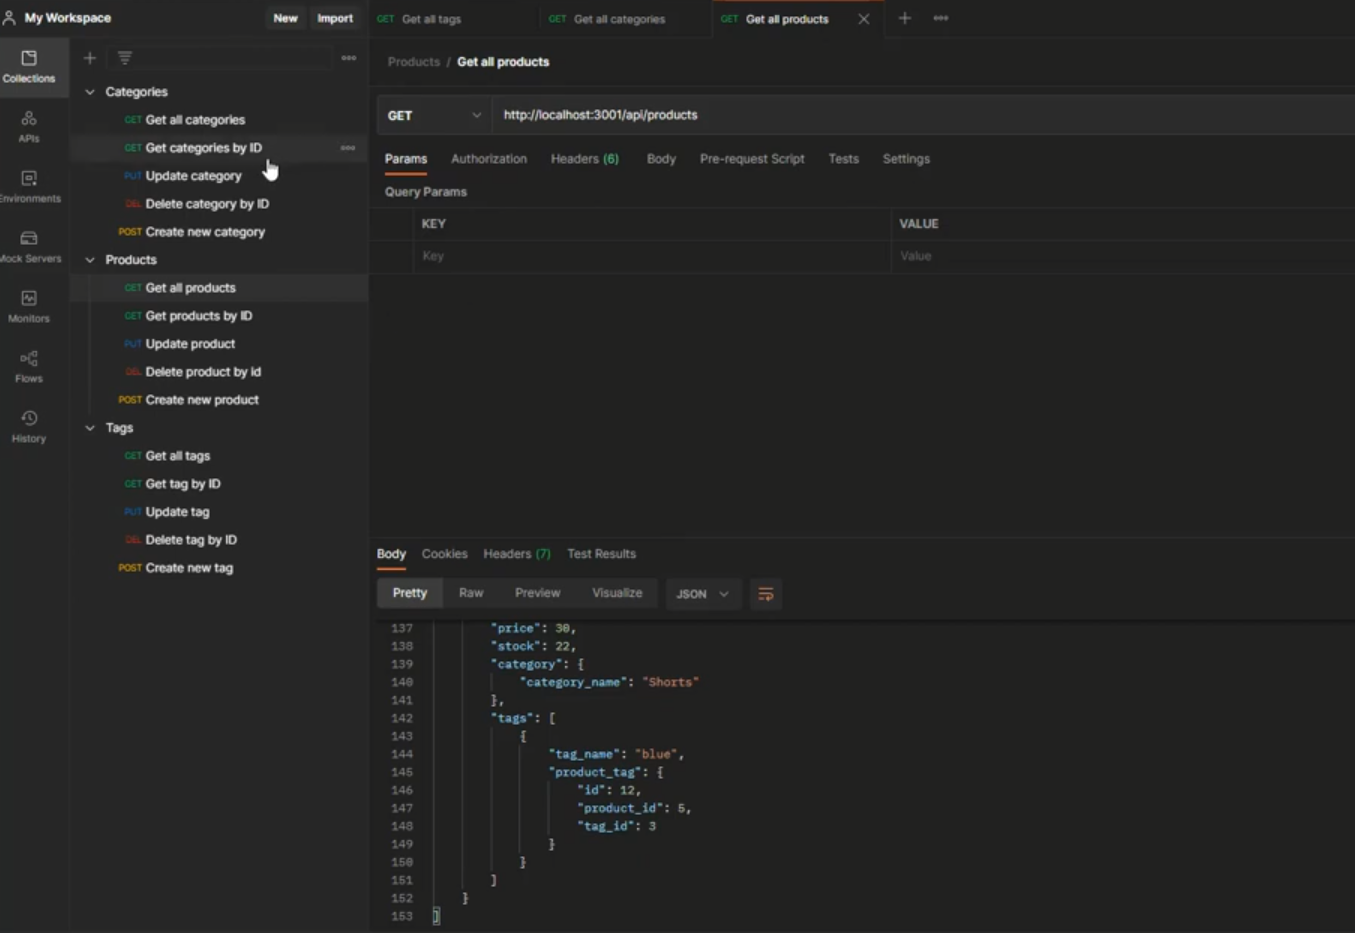 My Workspace
New
Import
GET Get all tags
GET Get all categories
GET Get all products
Collections
APIs
Environments
Mock Servers
Monitors
Flows
History
Categories
GET Get all categories
GET Get categories by ID
PUT Update category
DEL Delete category by ID
POST Create new category
Products
GET Get all products
GET Get products by ID
PUT Update product
DEL Delete product by id
POST Create new product
Tags
GET Get all tags
GET Get tag by ID
PUT Update tag
DEL Delete tag by ID
POST Create new tag
Products / Get all products
GET http://localhost:3001/api/products
Params Authorization Headers (6) Body Pre-request Script Tests Settings
Query Params
KEY VALUE
Key Value
Body Cookies Headers (7) Test Results
Pretty Raw Preview Visualize JSON
137 "price": 30,
138 "stock": 22,
139 "category": {
140 "category_name": "Shorts"
141 },
142 "tags": [
143 {
144 "tag_name": "blue",
145 "product_tag": {
146 "id": 12,
147 "product_id": 5,
148 "tag_id": 3
149 }
150 }
151 ]
152 }
153 ]